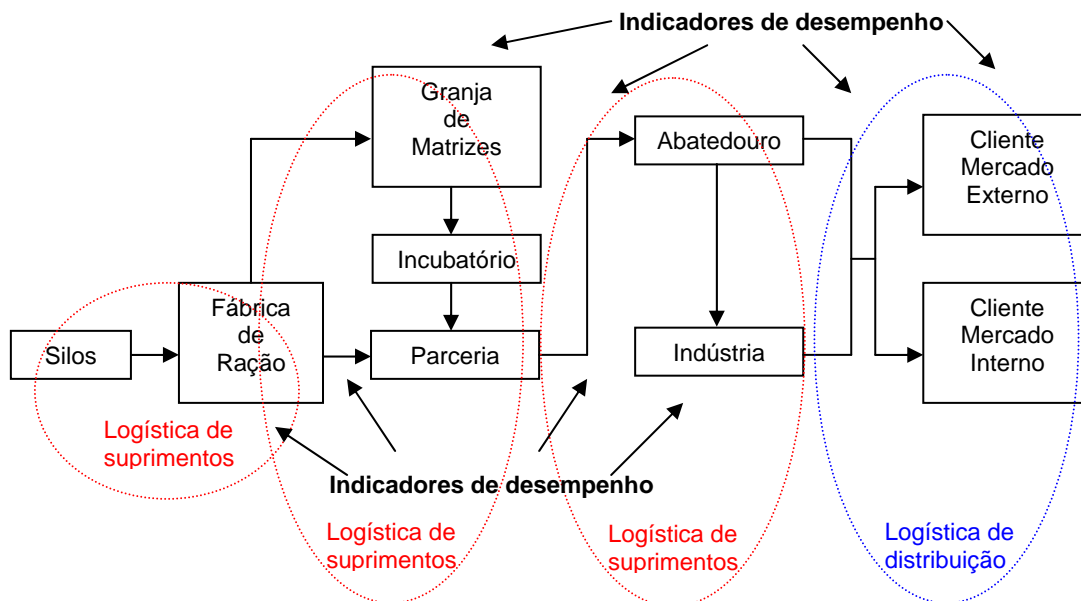 Indicadores de desempenho
Granja
de
Matrizes
Abatedouro
Cliente
Mercado
Externo
Incubatório
Fábrica
de
Ração
Silos
Parceria
Indústria
Cliente
Mercado
Interno
Logística de
suprimentos
Indicadores de desempenho
Logística de
suprimentos
Logística de
suprimentos
Logística de
distribuição